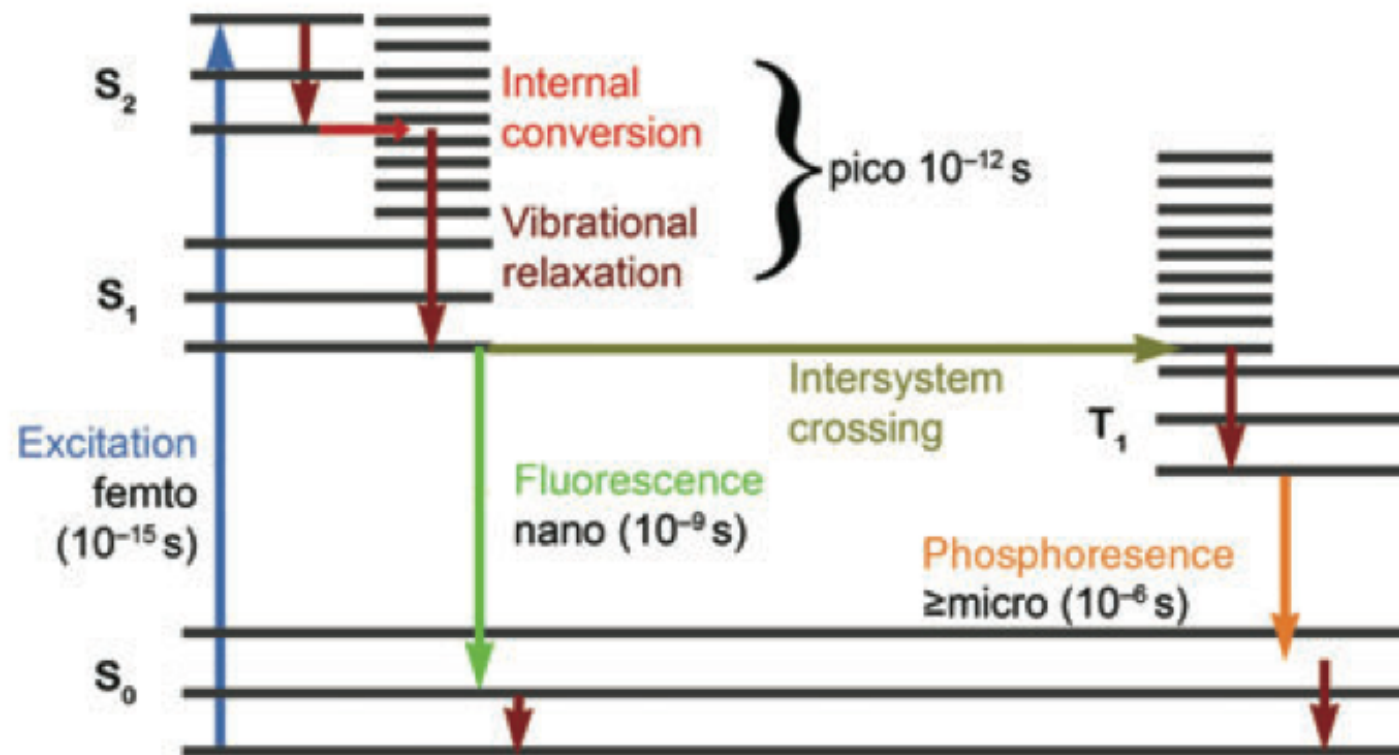 S₂
Internal
conversion
pico 10⁻¹² s
Vibrational
relaxation
S₁
Intersystem
crossing
T₁
Excitation
femto
(10⁻¹⁵ s)
Fluorescence
nano (10⁻⁹ s)
Phosphoresence
≥micro (10⁻⁶ s)
S₀